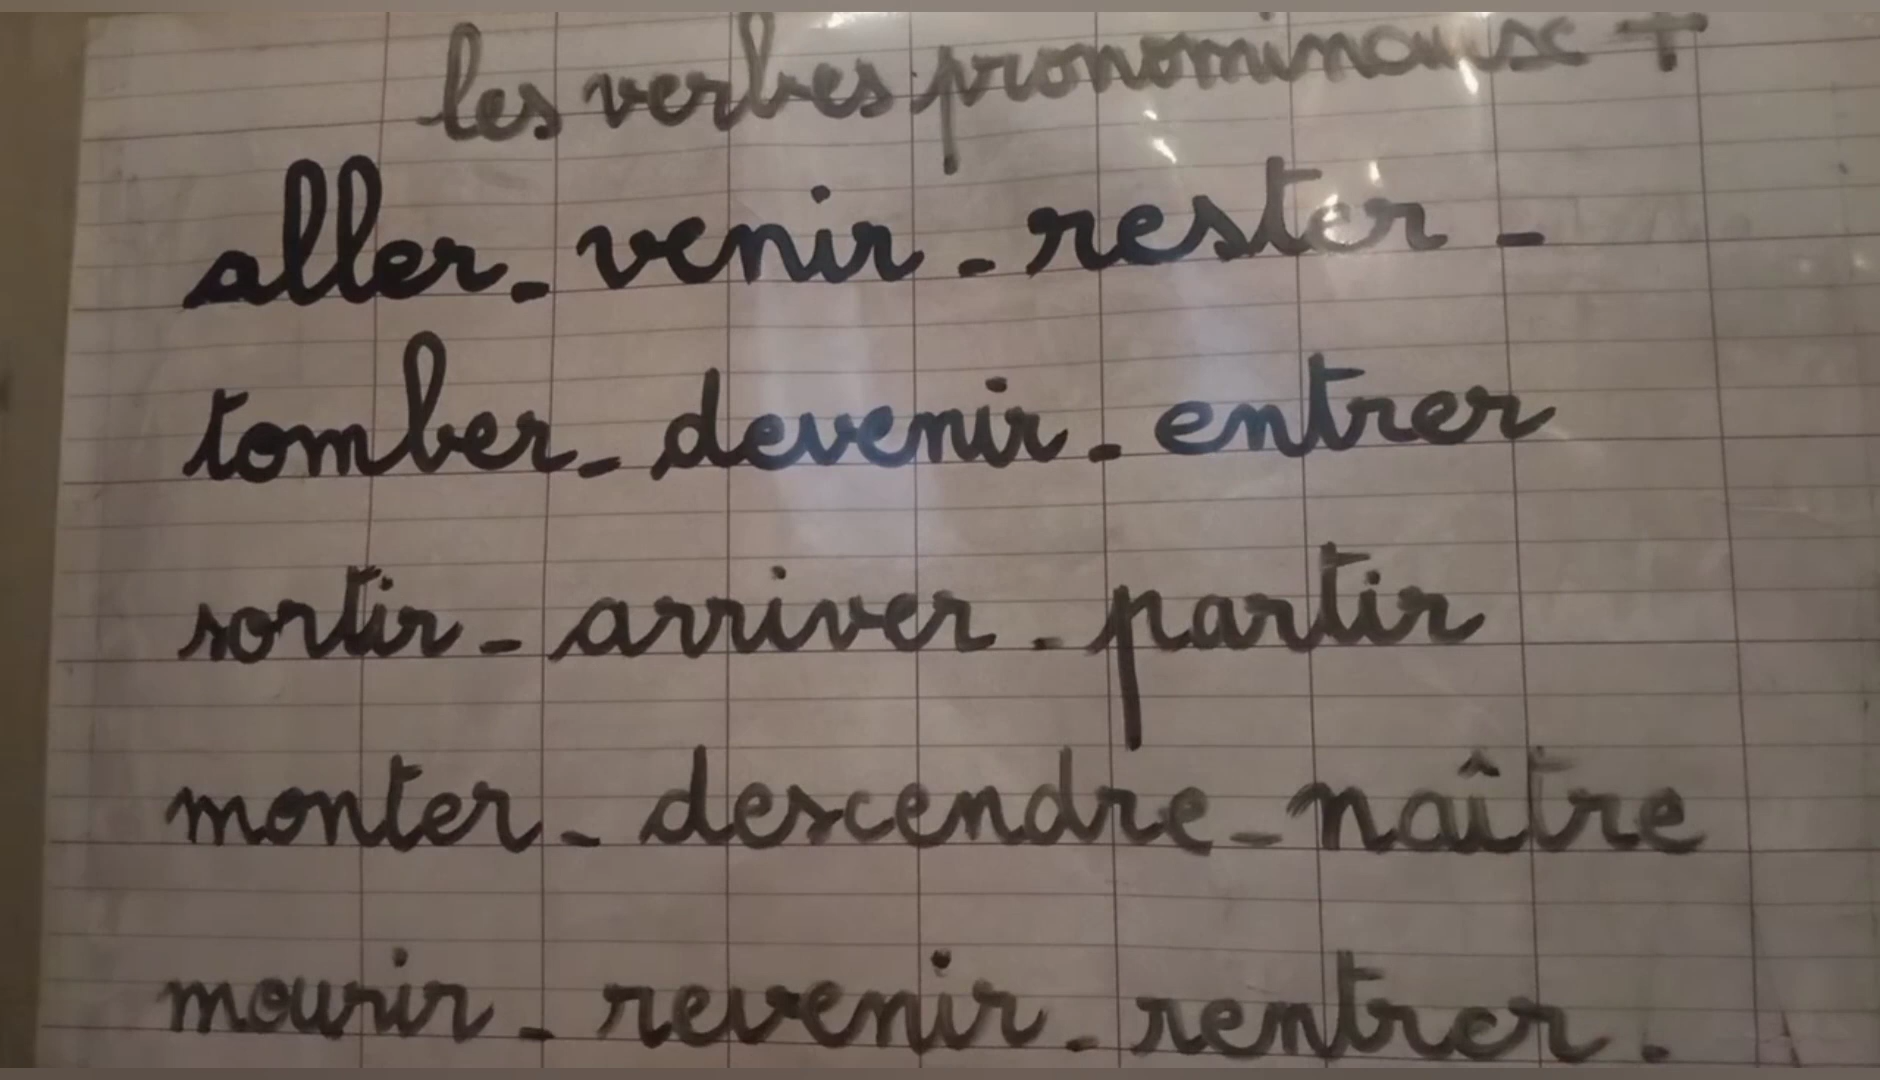 les verbes pronominaux +
aller - venir - rester -
tomber - devenir - entrer
sortir - arriver - partir
monter - descendre - naître
mourir - revenir - rentrer.